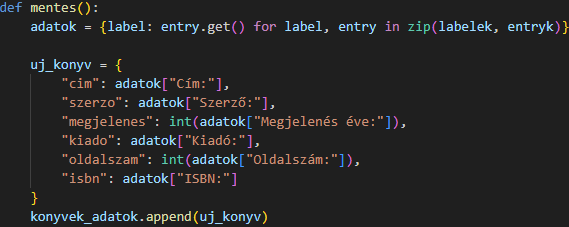 def mentes():
    adatok = {label: entry.get() for label, entry in zip(labelek, entryk)}

    uj_konyv = {
        "cim": adatok["Cím:"],
        "szerzo": adatok["Szerző:"],
        "megjelenes": int(adatok["Megjelenés éve:"]),
        "kiado": adatok["Kiadó:"],
        "oldalszam": int(adatok["Oldalszám:"]),
        "isbn": adatok["ISBN:"]
    }
    konyvek_adatok.append(uj_konyv)